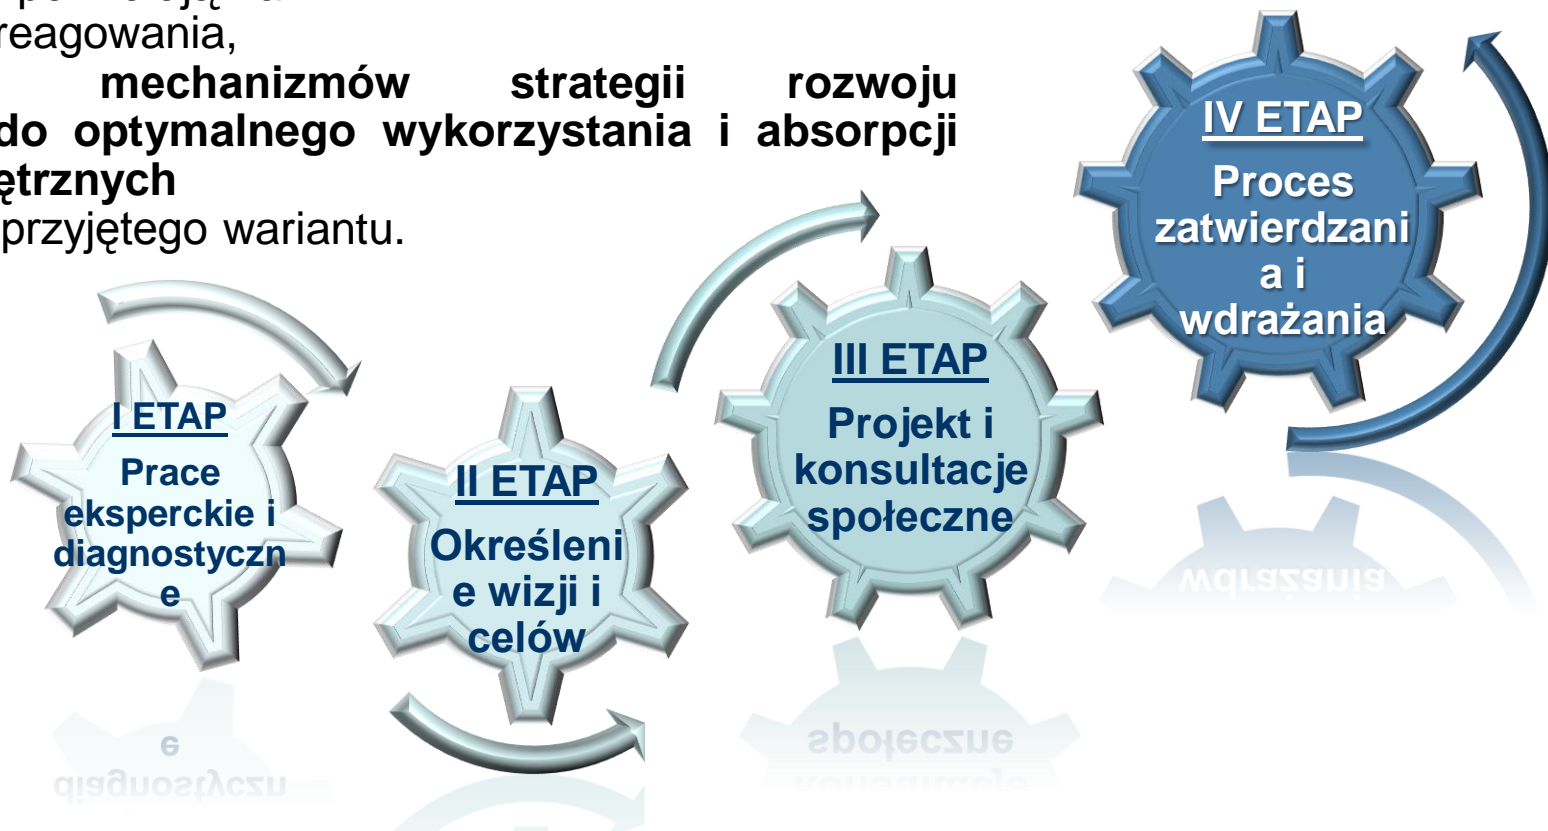 reagowania,
mechanizmów strategii rozwoju
do optymalnego wykorzystania i absorpcji
ętrznych
przyjętego wariantu.
I ETAP
Prace
eksperckie i
diagnostyczn
e
II ETAP
Określeni
e wizji i
celów
III ETAP
Projekt i
konsultacje
społeczne
IV ETAP
Proces
zatwierdzani
a i
wdrażania